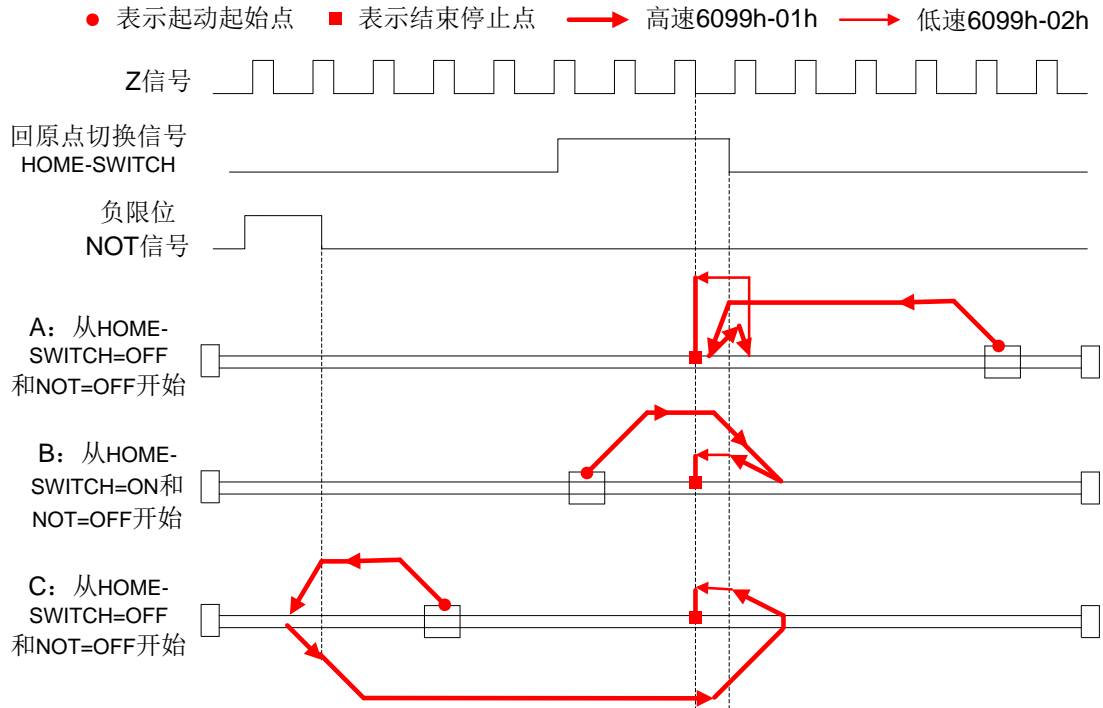 表示起动起始点 表示结束停止点 高速6099h-01h 低速6099h-02h
Z信号
回原点切换信号
HOME-SWITCH
负限位
NOT信号
A：从HOME-
SWITCH=OFF
和NOT=OFF开始
B：从HOME-
SWITCH=ON和
NOT=OFF开始
C：从HOME-
SWITCH=OFF
和NOT=OFF开始